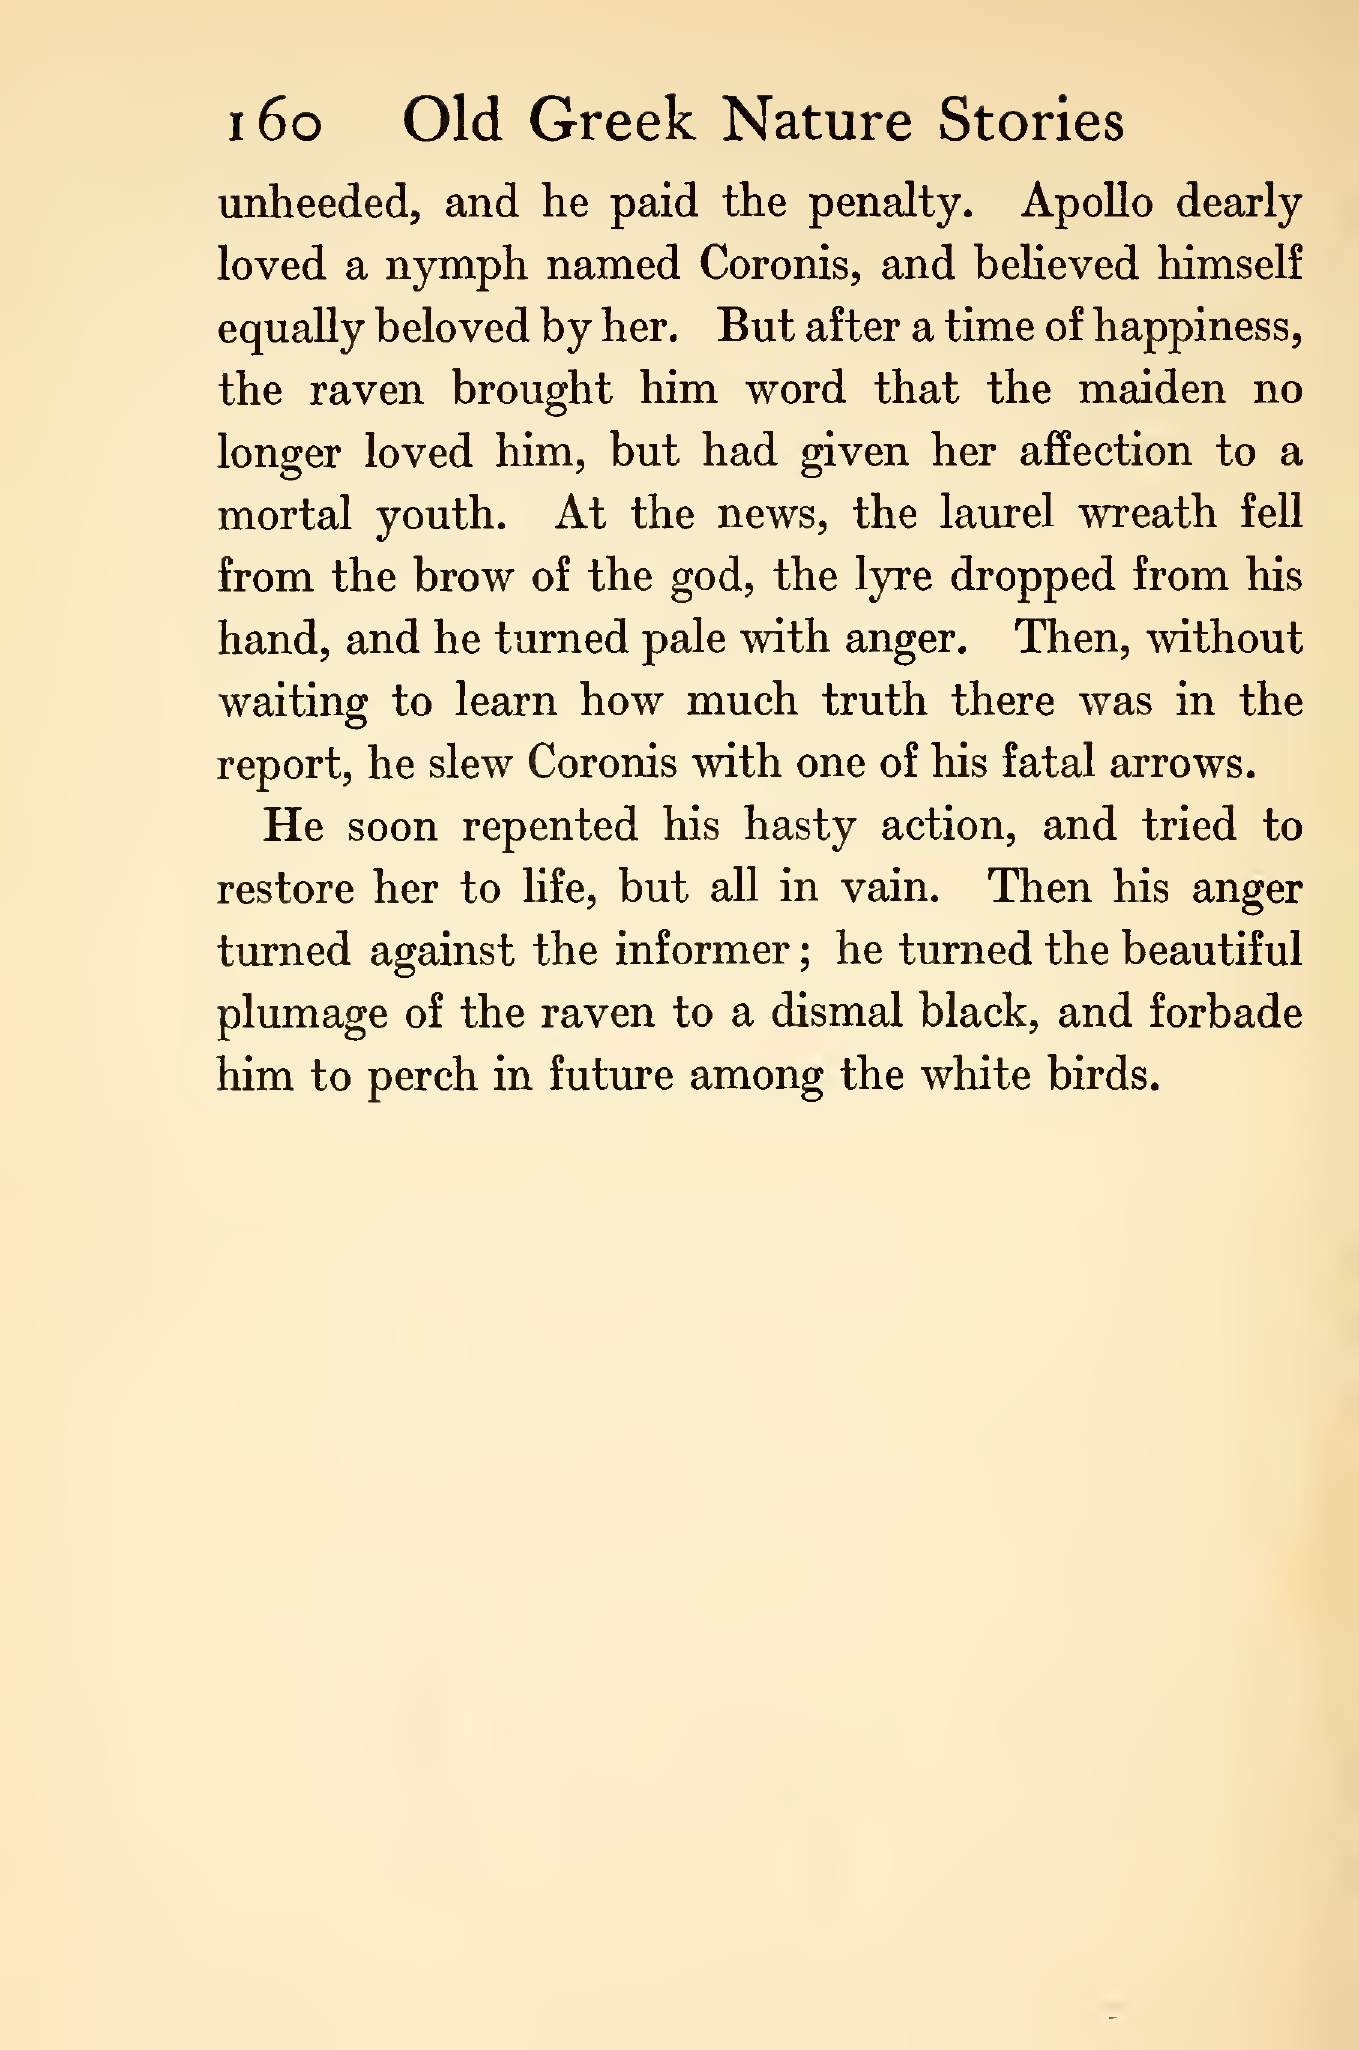 160 Old Greek Nature Stories
unheeded, and he paid the penalty. Apollo dearly
loved a nymph named Coronis, and believed himself
equally beloved by her. But after a time of happiness,
the raven brought him word that the maiden no
longer loved him, but had given her affection to a
mortal youth. At the news, the laurel wreath fell
from the brow of the god, the lyre dropped from his
hand, and he turned pale with anger. Then, without
waiting to learn how much truth there was in the
report, he slew Coronis with one of his fatal arrows.
He soon repented his hasty action, and tried to
restore her to life, but all in vain. Then his anger
turned against the informer; he turned the beautiful
plumage of the raven to a dismal black, and forbade
him to perch in future among the white birds.